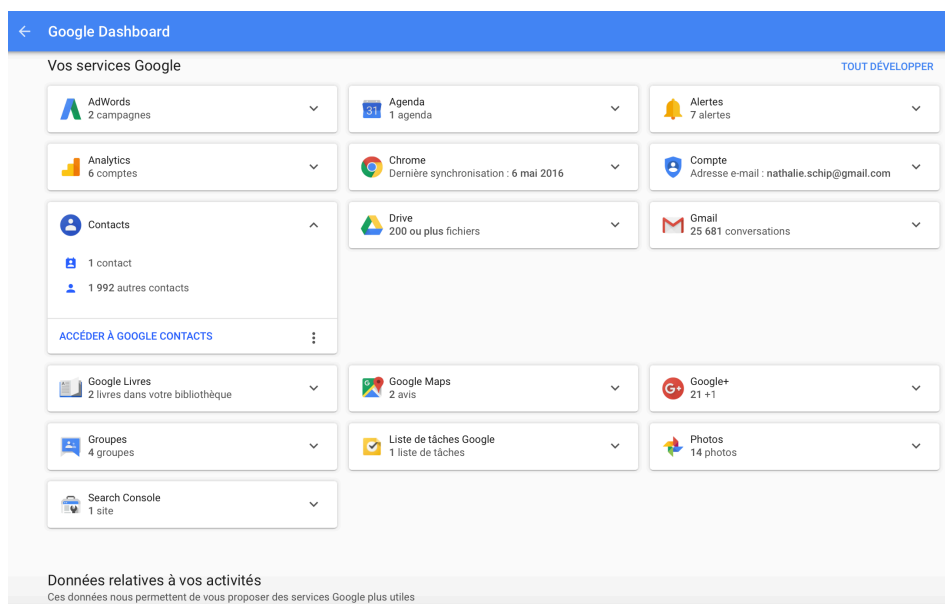 Google Dashboard
Vos services Google
TOUT DÉVELOPPER
AdWords
2 campagnes
Agenda
1 agenda
Alertes
7 alertes
Analytics
6 comptes
Chrome
Dernière synchronisation : 6 mai 2016
Compte
Adresse e-mail : nathalie.schip@gmail.com
Contacts
1 contact
1 992 autres contacts
ACCÉDER À GOOGLE CONTACTS
Drive
200 ou plus fichiers
Gmail
25 681 conversations
Google Livres
2 livres dans votre bibliothèque
Google Maps
2 avis
Google+
21 +1
Groupes
4 groupes
Liste de tâches Google
1 liste de tâches
Photos
14 photos
Search Console
1 site
Données relatives à vos activités
Ces données nous permettent de vous proposer des services Google plus utiles